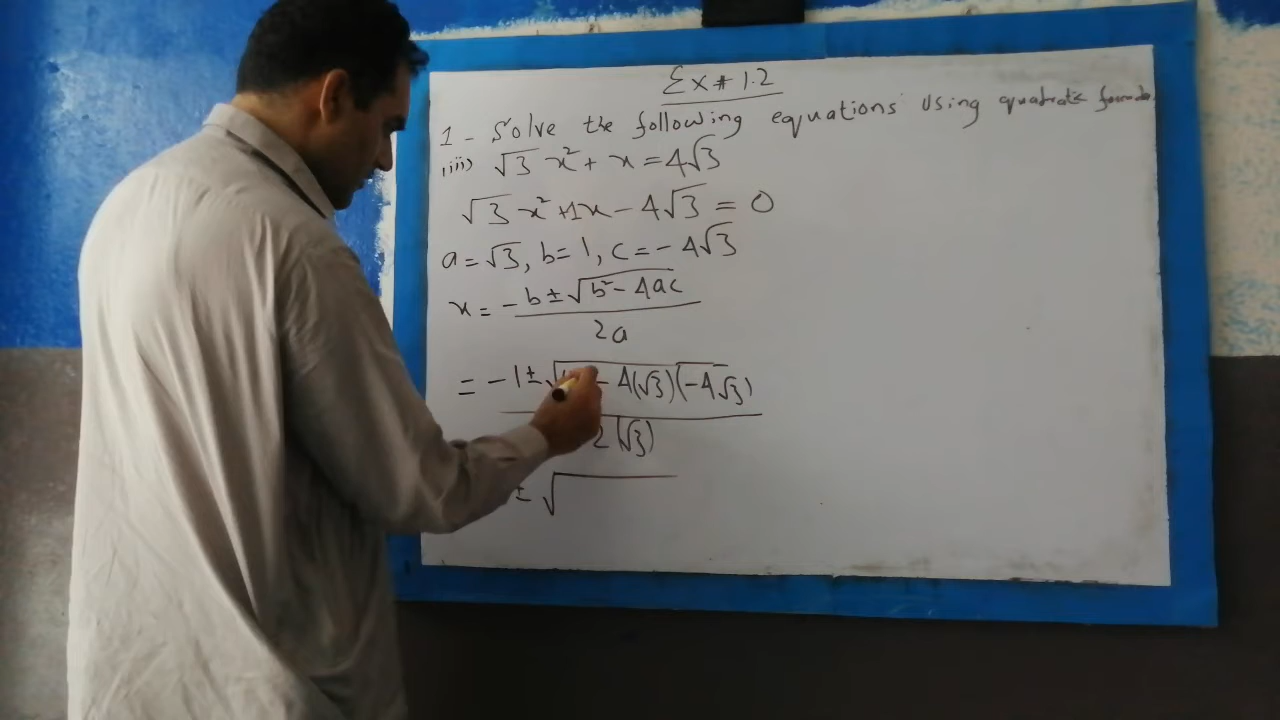 Ex # 1.2
1 - Solve the following equations using quadratic formula
(iii) √3 x² + x = 4√3
√3 x² + 1x - 4√3 = 0
a = √3, b = 1, c = - 4√3
x = -b ± √b² - 4ac
2a
= -1 ± √ - 4(√3)(-4√3)
2(√3)
± √